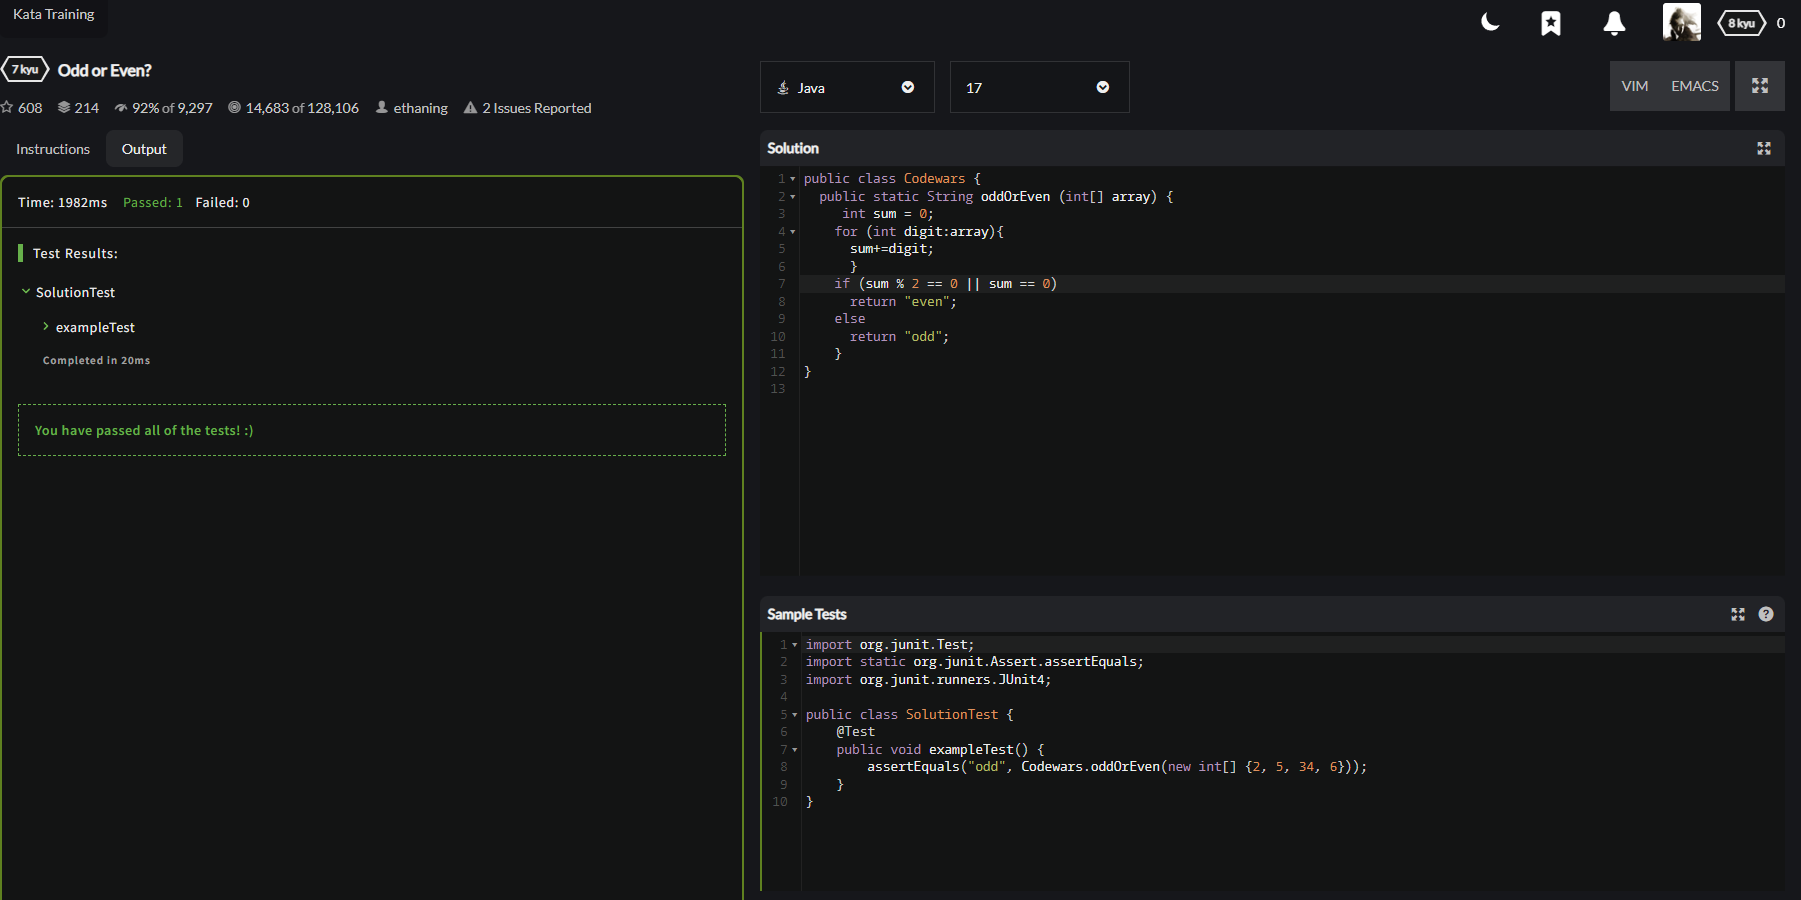 Kata Training
8 kyu 0
7 kyu Odd or Even?
608 214 92% of 9,297 14,683 of 128,106 ethaning 2 Issues Reported
Instructions Output
Time: 1982ms Passed: 1 Failed: 0
Test Results:
SolutionTest
exampleTest
Completed in 20ms
You have passed all of the tests! :)
Java 17 VIM EMACS
Solution
1 public class Codewars {
2 public static String oddOrEven (int[] array) {
3 int sum = 0;
4 for (int digit:array){
5 sum+=digit;
6 }
7 if (sum % 2 == 0 || sum == 0)
8 return "even";
9 else
10 return "odd";
11 }
12 }
13
Sample Tests ?
1 import org.junit.Test;
2 import static org.junit.Assert.assertEquals;
3 import org.junit.runners.JUnit4;
4
5 public class SolutionTest {
6 @Test
7 public void exampleTest() {
8 assertEquals("odd", Codewars.oddOrEven(new int[] {2, 5, 34, 6}));
9 }
10 }